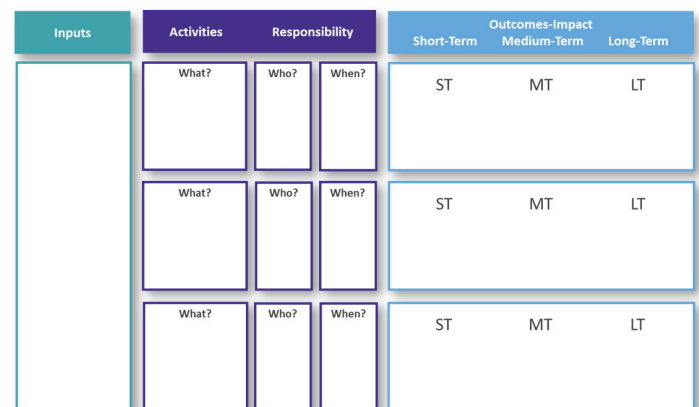 Inputs
Activities Responsibility
Outcomes-Impact
Short-Term Medium-Term Long-Term
What? Who? When?
ST MT LT
What? Who? When?
ST MT LT
What? Who? When?
ST MT LT